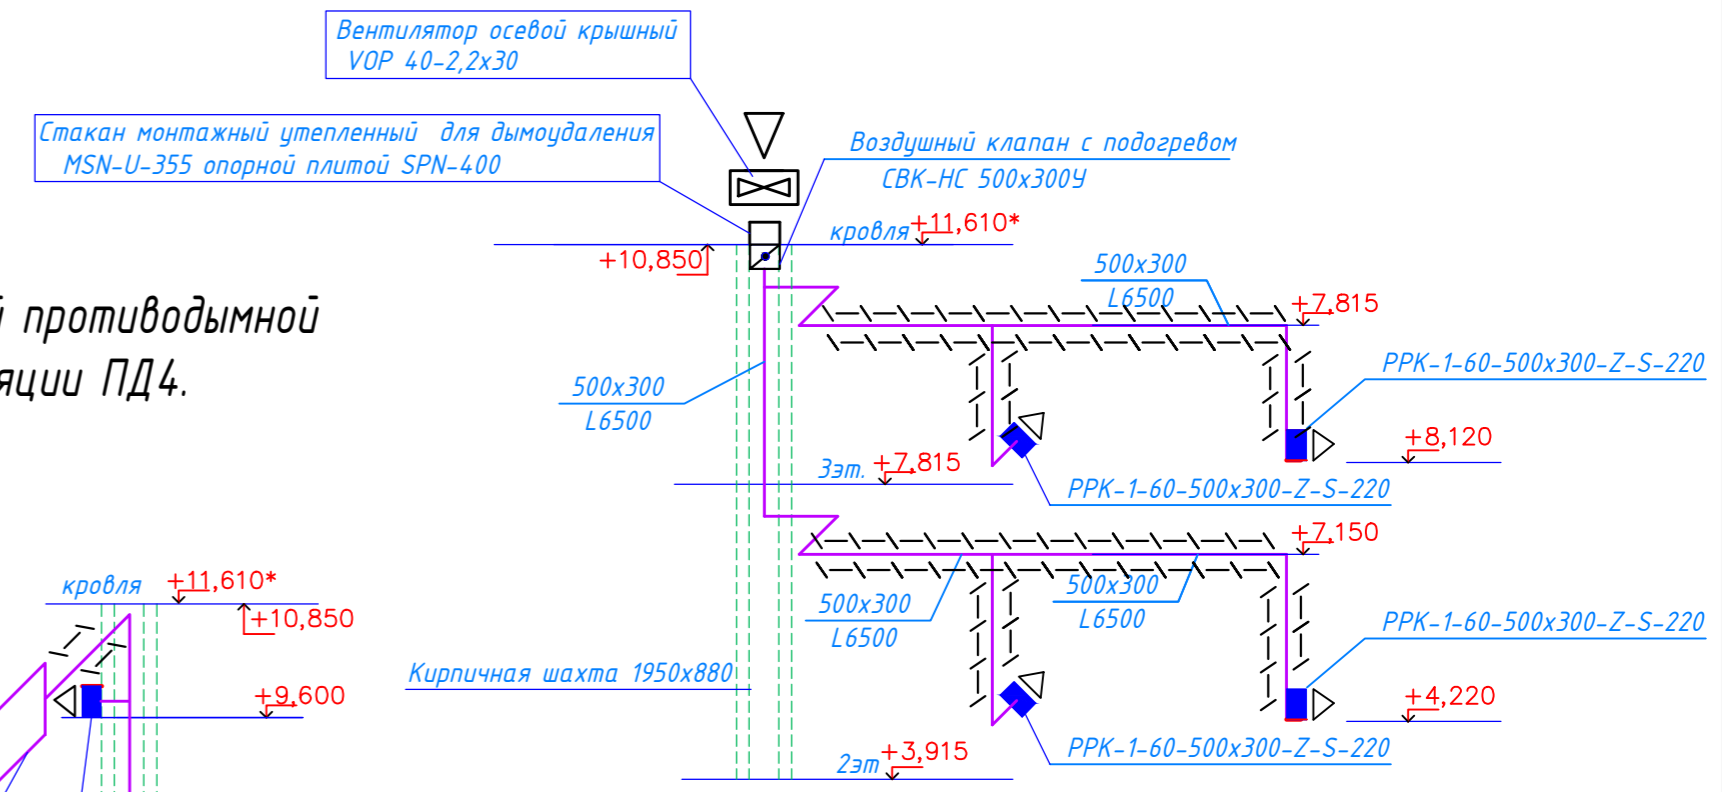 Вентилятор осевой крышный
VOP 40-2,2x30
Стакан монтажный утепленный для дымоудаления
MSN-U-355 опорной плитой SPN-400
Воздушный клапан с подогревом
СВК-НС 500x300У
кровля +11,610*
+10,850
500x300
L6500
+7,815
й противодымной
яции ПД4.
500x300
L6500
РРК-1-60-500x300-Z-S-220
+8,120
3эт. +7,815
РРК-1-60-500x300-Z-S-220
+7,150
кровля +11,610*
+10,850
500x300
L6500
500x300
L6500
РРК-1-60-500x300-Z-S-220
Кирпичная шахта 1950x880
+9,600
+4,220
2эт +3,915
РРК-1-60-500x300-Z-S-220